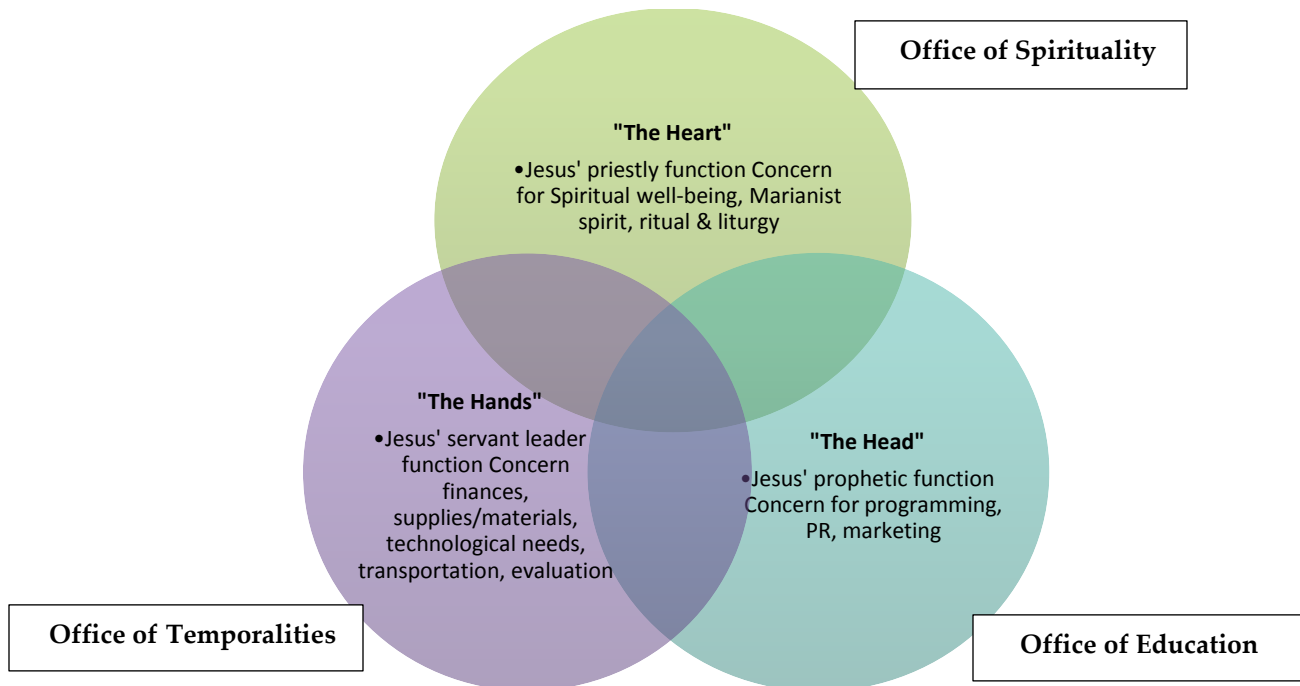 Office of Spirituality
"The Heart"
•Jesus' priestly function Concern
for Spiritual well-being, Marianist
spirit, ritual & liturgy
"The Hands"
•Jesus' servant leader
function Concern
finances,
supplies/materials,
technological needs,
transportation, evaluation
"The Head"
•Jesus' prophetic function
Concern for programming,
PR, marketing
Office of Temporalities
Office of Education